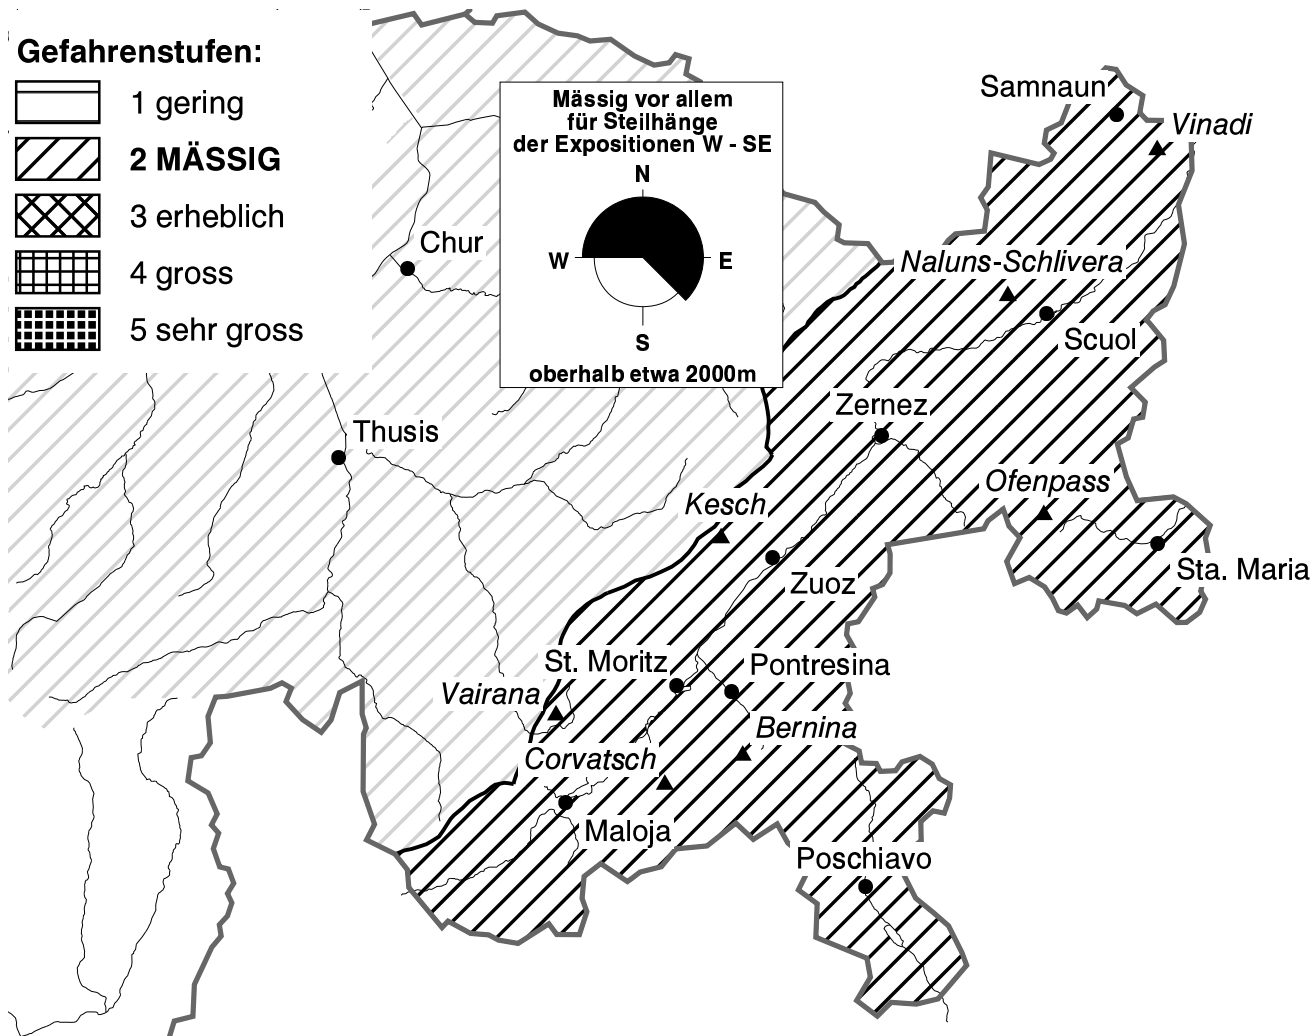 Gefahrenstufen:
1 gering
2 MÄSSIG
3 erheblich
4 gross
5 sehr gross
Mässig vor allem
für Steilhänge
der Expositionen W - SE
N
W
E
S
oberhalb etwa 2000m
Samnaun
Vinadi
Chur
Naluns-Schlivera
Scuol
Zernez
Thusis
Ofenpass
Kesch
Sta. Maria
Zuoz
St. Moritz
Pontresina
Vairana
Bernina
Corvatsch
Maloja
Poschiavo